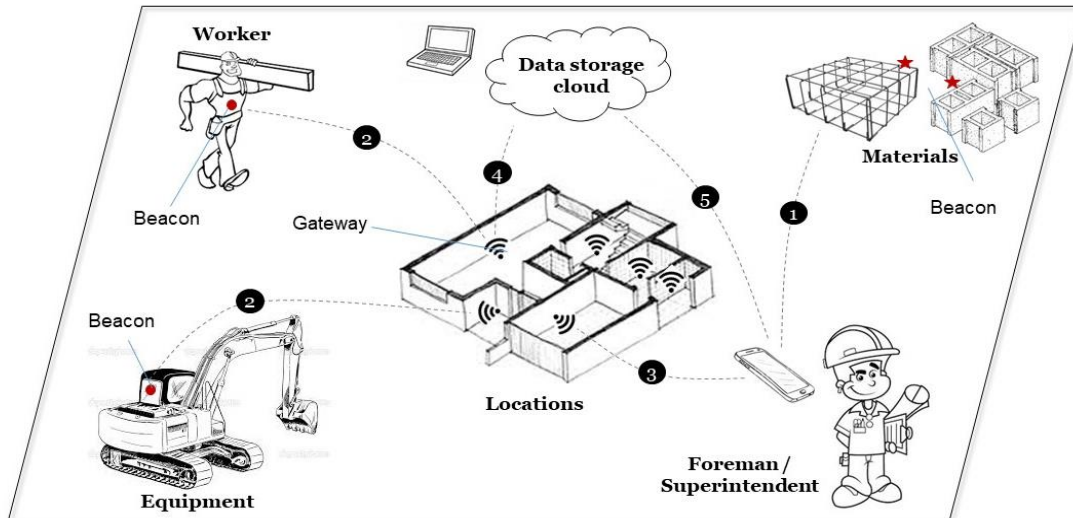 Worker
Data storage
cloud
Materials
Beacon
2
4
5
1
Beacon
Gateway
2
Beacon
3
Locations
Equipment
Foreman /
Superintendent